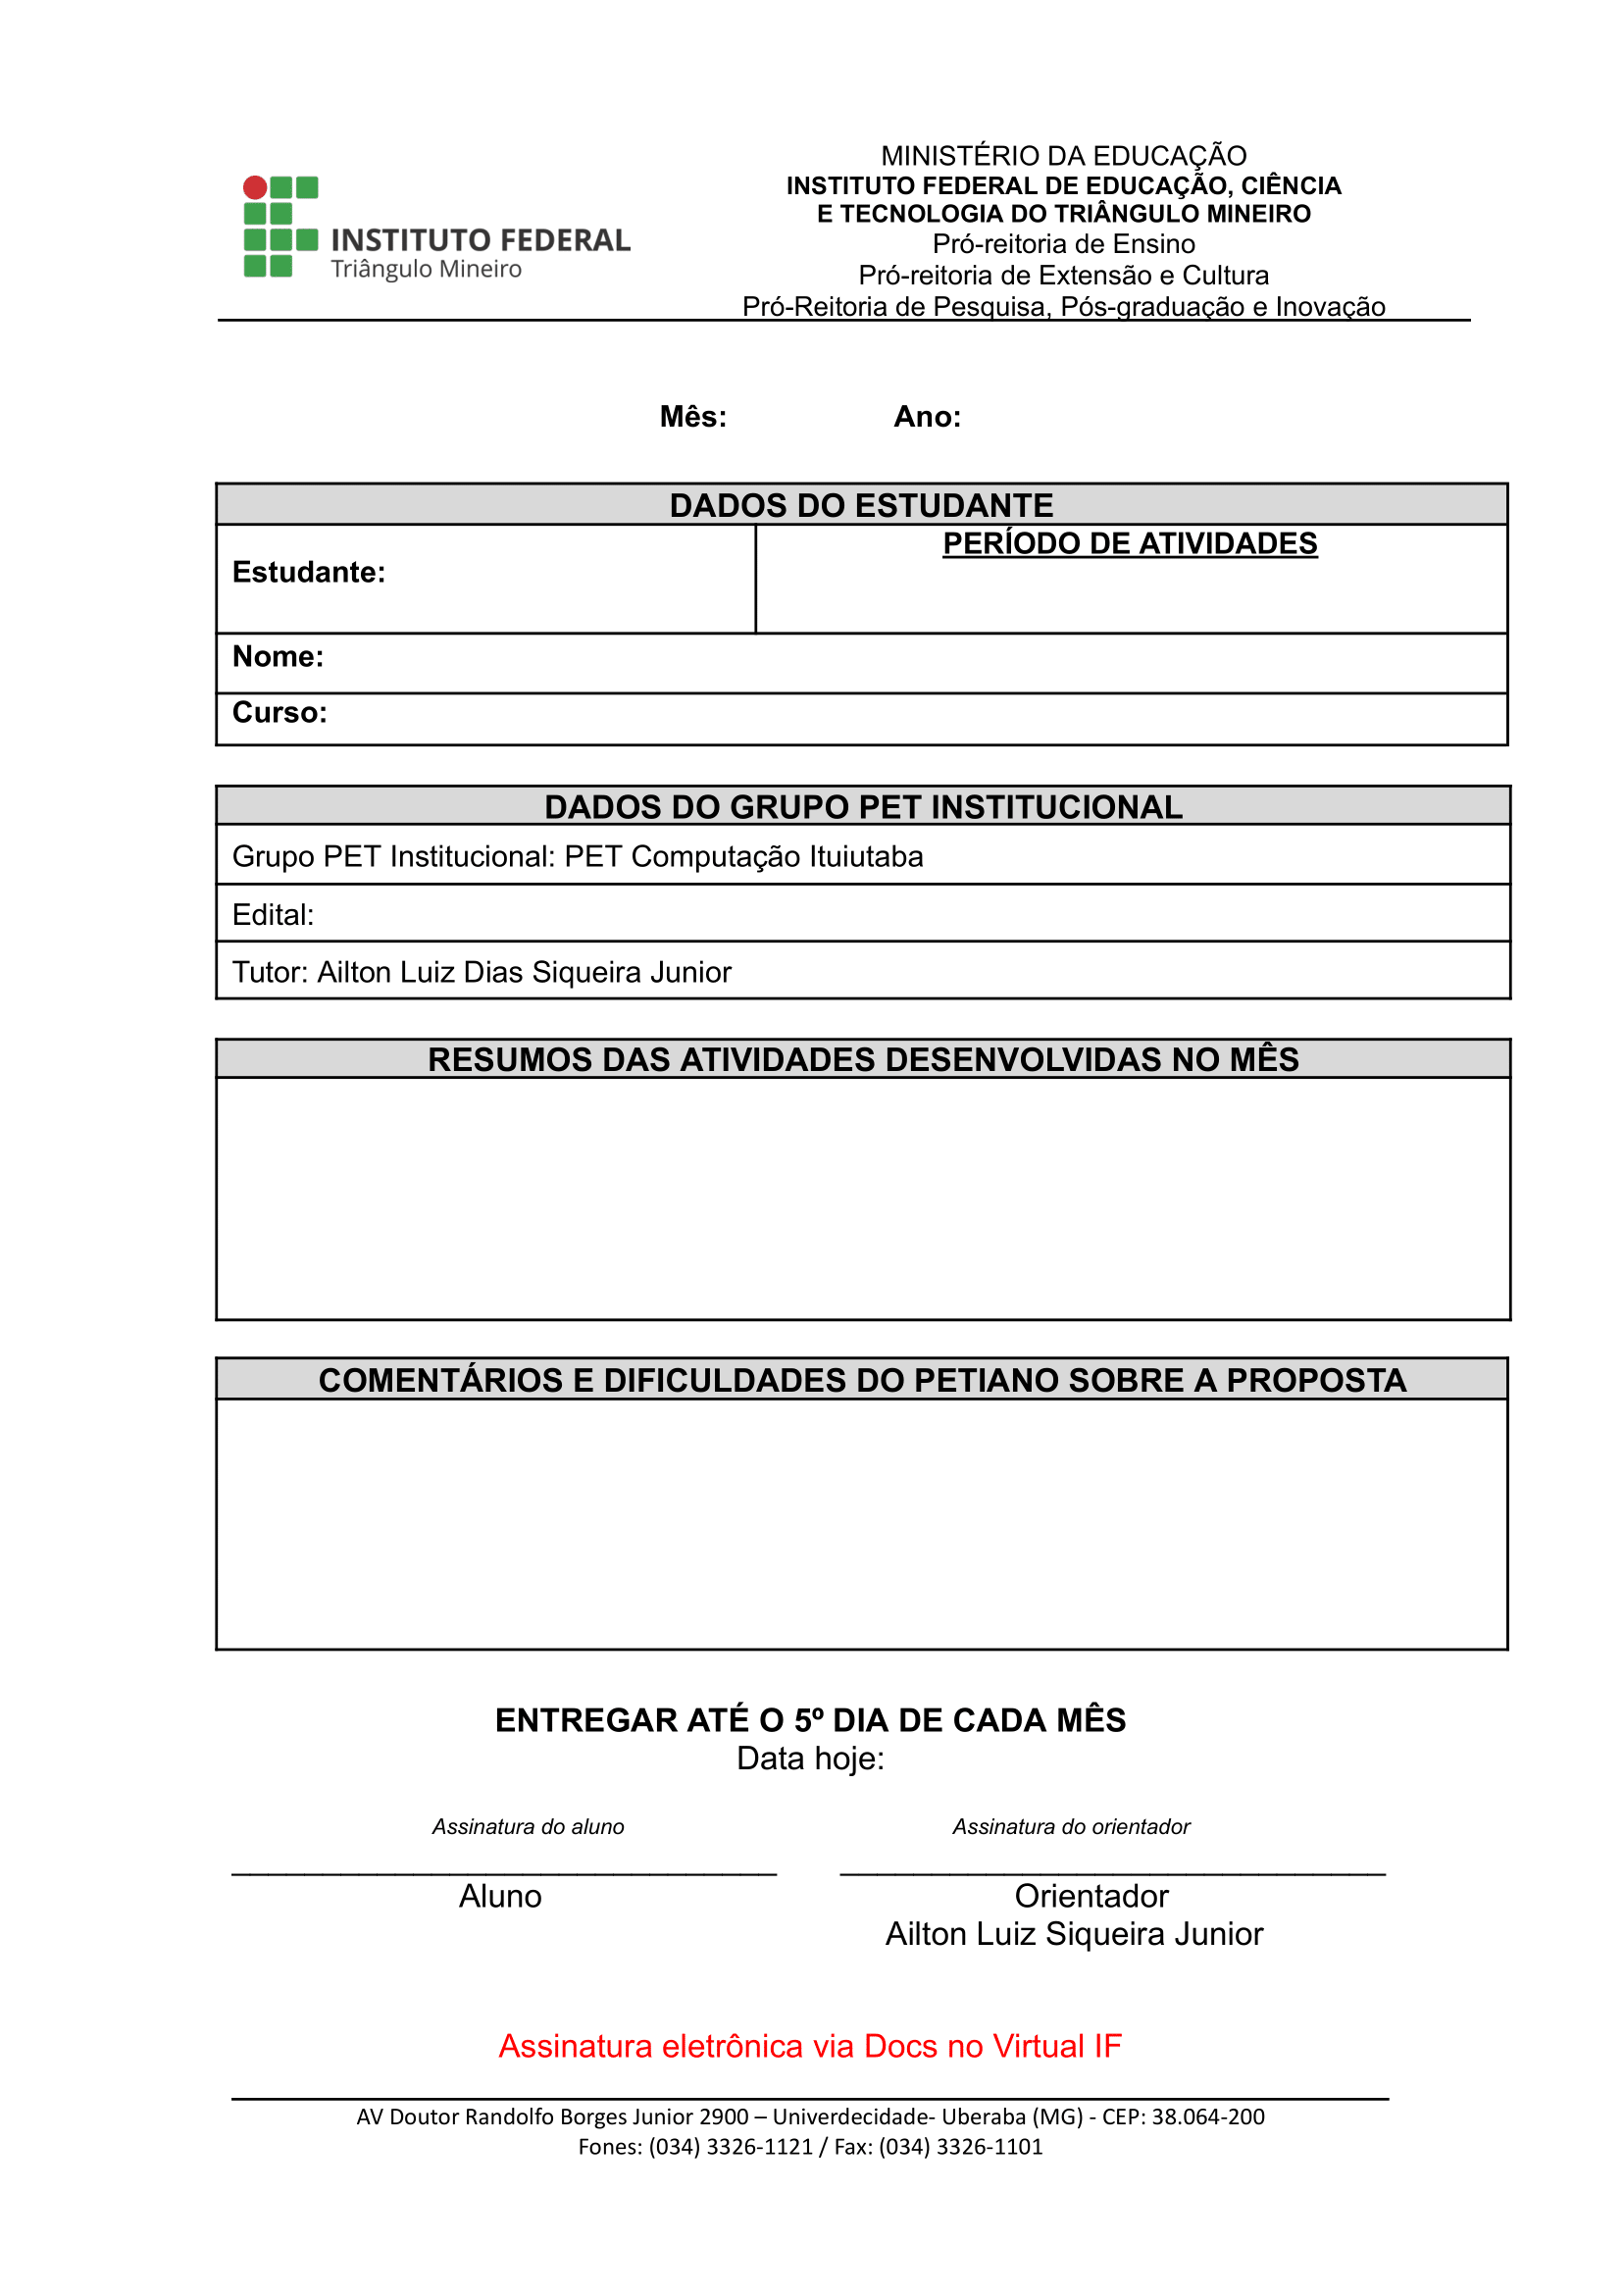 INSTITUTO FEDERAL
Triângulo Mineiro
MINISTÉRIO DA EDUCAÇÃO
INSTITUTO FEDERAL DE EDUCAÇÃO, CIÊNCIA
E TECNOLOGIA DO TRIÂNGULO MINEIRO
Pró-reitoria de Ensino
Pró-reitoria de Extensão e Cultura
Pró-Reitoria de Pesquisa, Pós-graduação e Inovação
Mês: Ano:
DADOS DO ESTUDANTE
Estudante:
PERÍODO DE ATIVIDADES
Nome:
Curso:
DADOS DO GRUPO PET INSTITUCIONAL
Grupo PET Institucional: PET Computação Ituiutaba
Edital:
Tutor: Ailton Luiz Dias Siqueira Junior
RESUMOS DAS ATIVIDADES DESENVOLVIDAS NO MÊS
COMENTÁRIOS E DIFICULDADES DO PETIANO SOBRE A PROPOSTA
ENTREGAR ATÉ O 5º DIA DE CADA MÊS
Data hoje:
Assinatura do aluno Assinatura do orientador
Aluno Orientador
Ailton Luiz Siqueira Junior
Assinatura eletrônica via Docs no Virtual IF
AV Doutor Randolfo Borges Junior 2900 – Univerdecidade- Uberaba (MG) - CEP: 38.064-200
Fones: (034) 3326-1121 / Fax: (034) 3326-1101